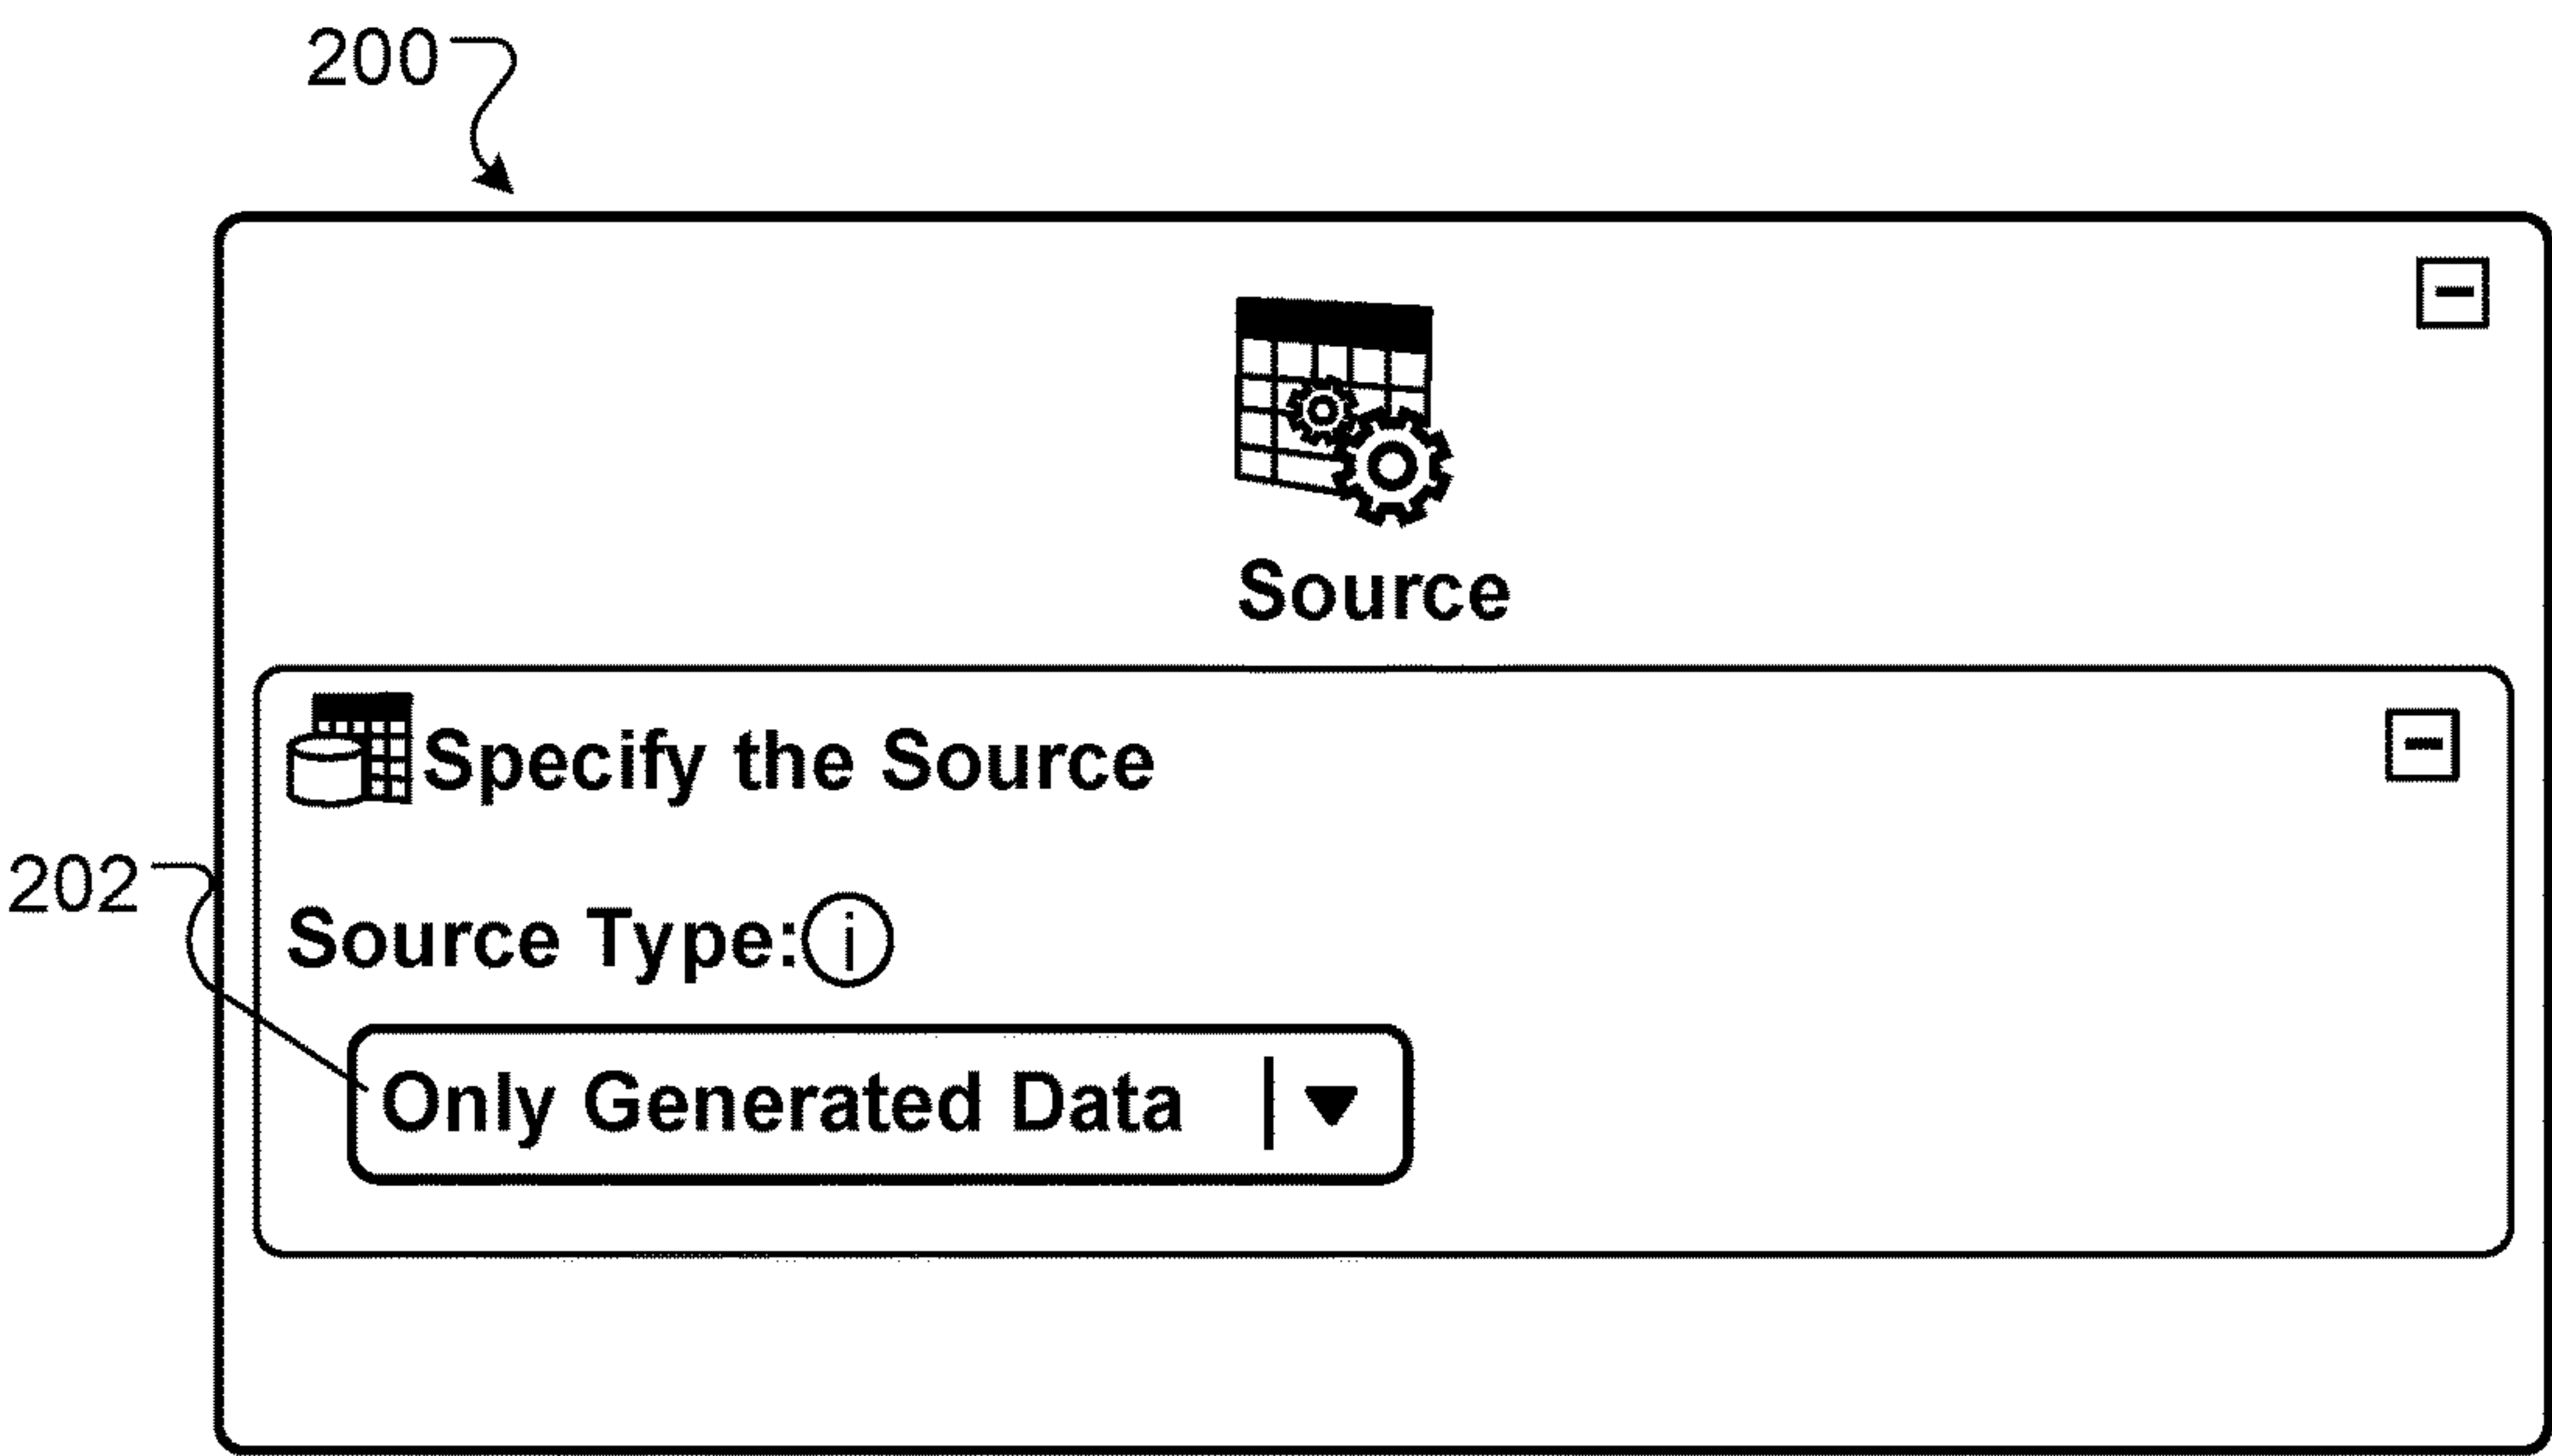 200
Source
Specify the Source
202
Source Type: i
Only Generated Data